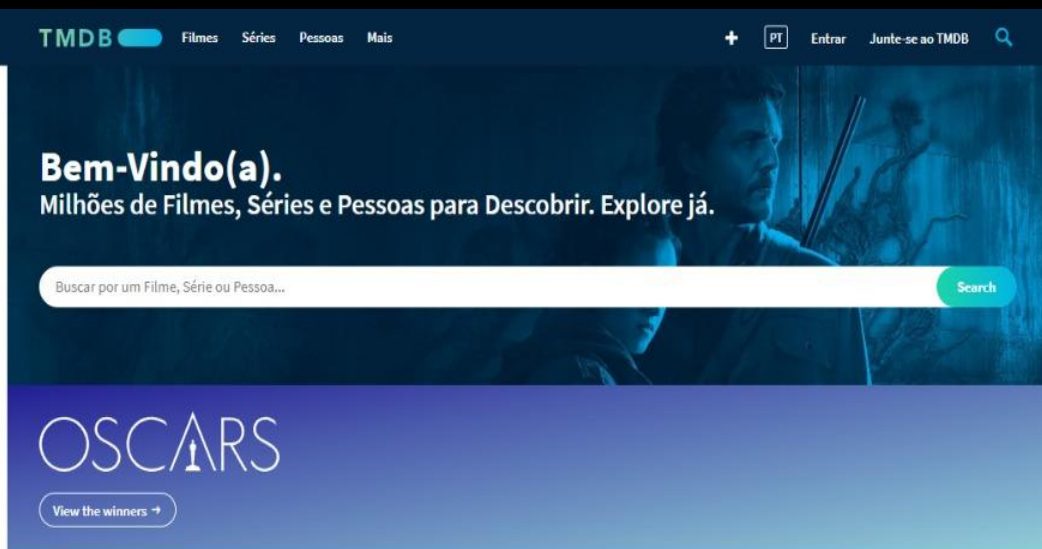 TMDB Filmes Séries Pessoas Mais + PT Entrar Junte-se ao TMDB
Bem-Vindo(a).
Milhões de Filmes, Séries e Pessoas para Descobrir. Explore já.
Buscar por um Filme, Série ou Pessoa... Search
OSCARS
View the winners →